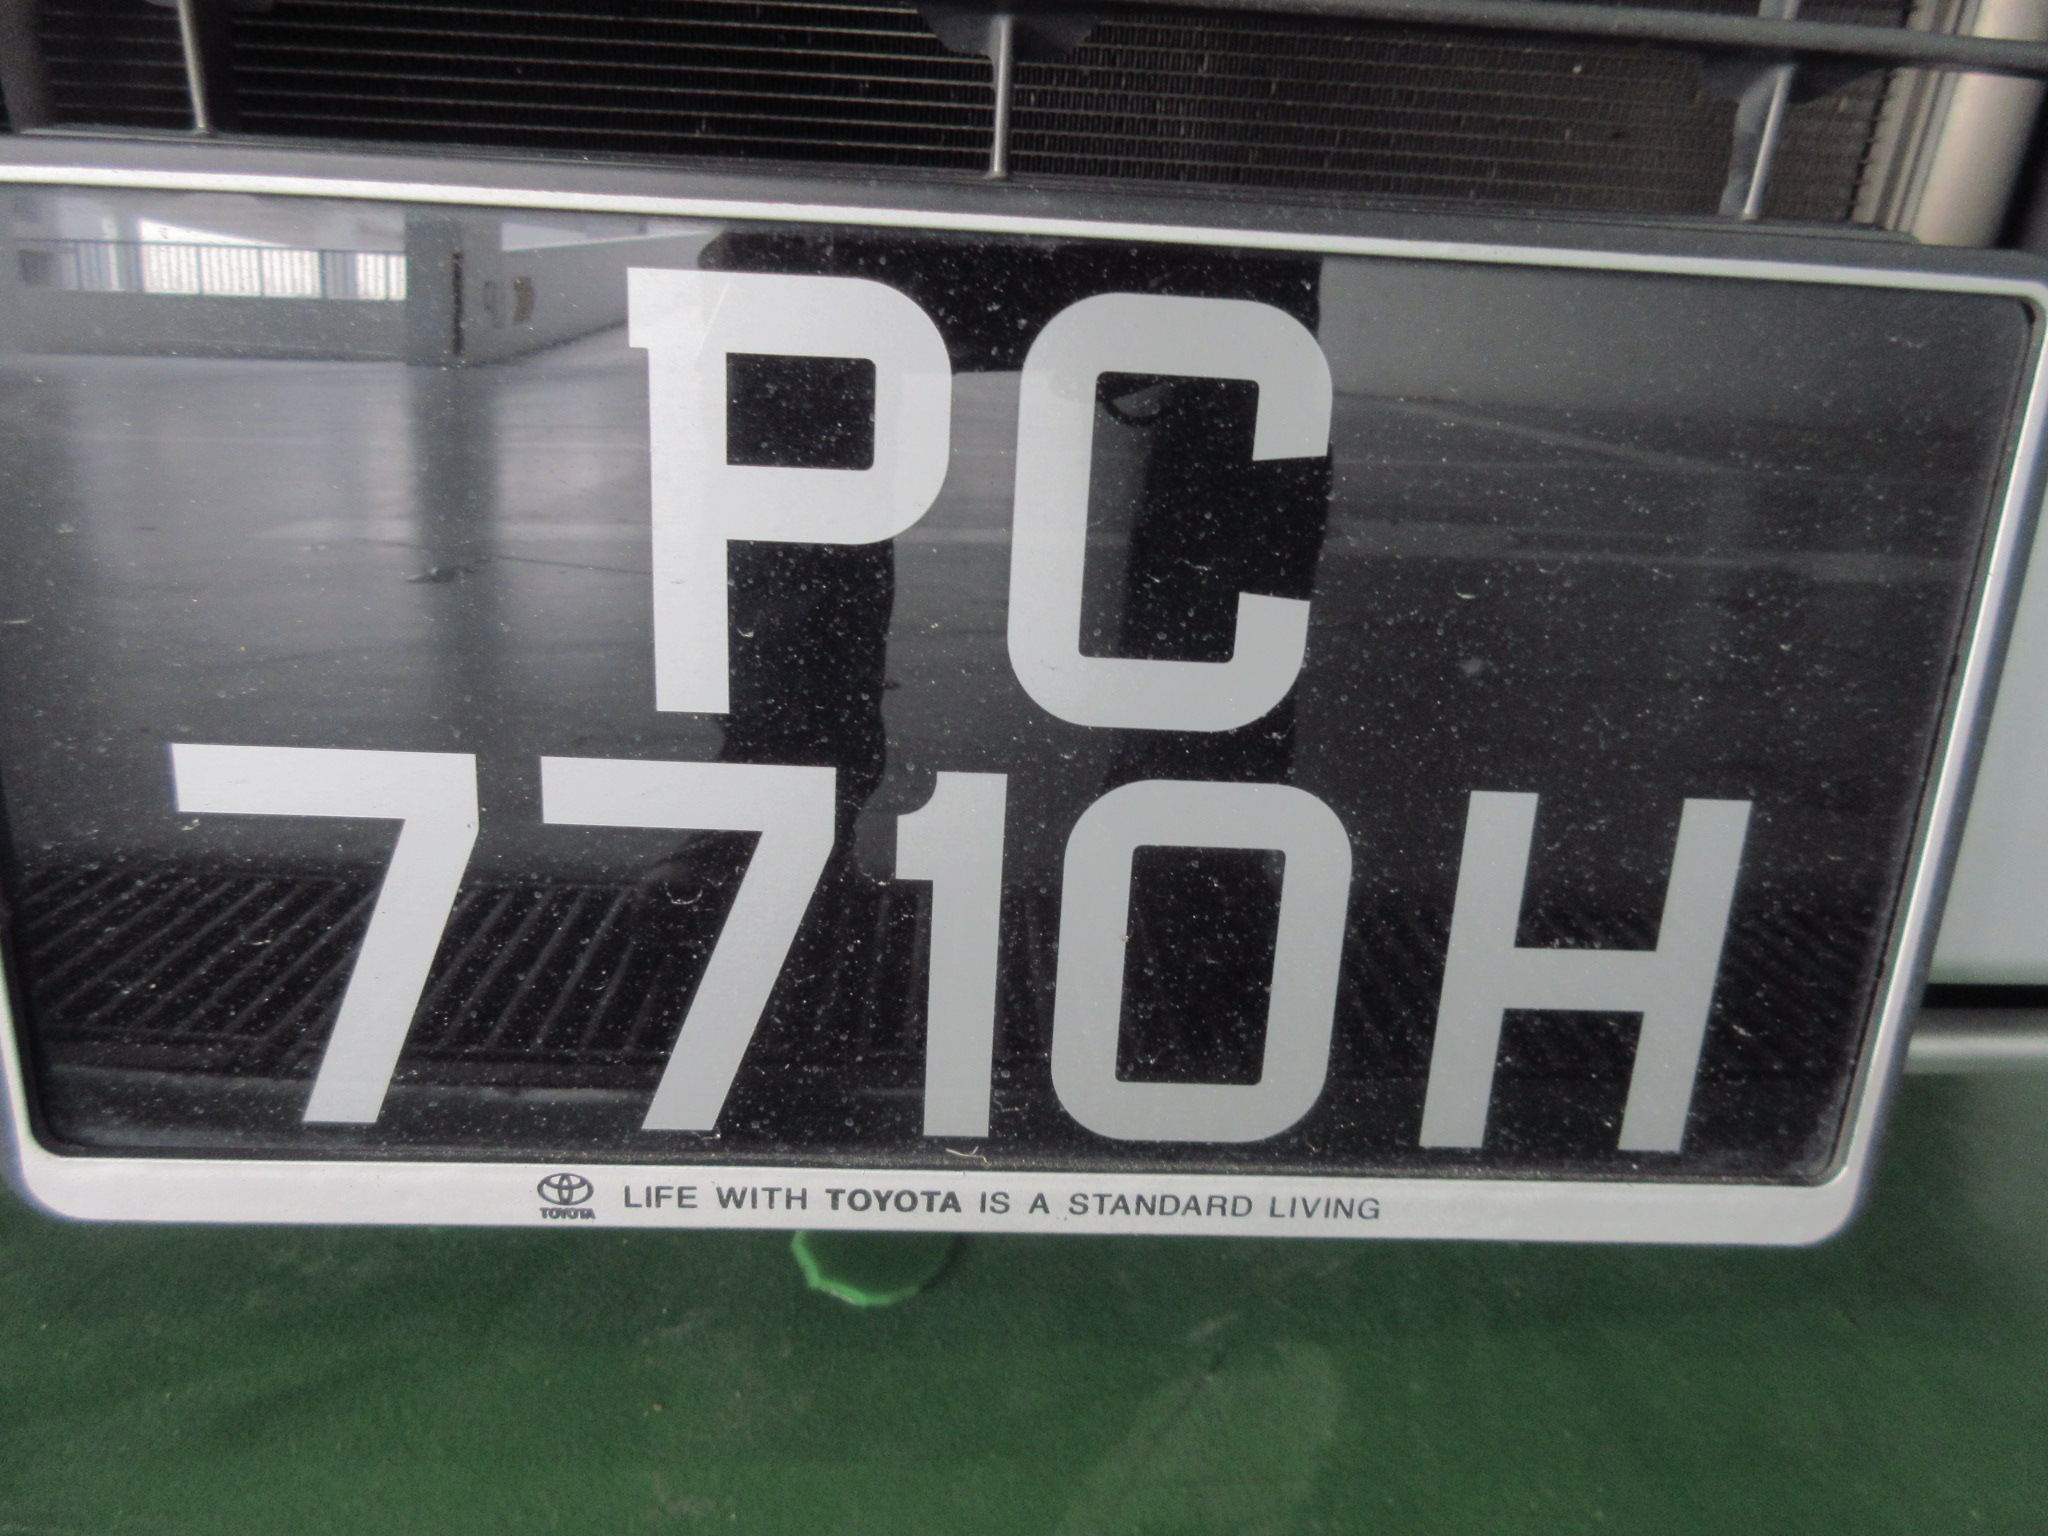 PC
7710H
TOYOTA LIFE WITH TOYOTA IS A STANDARD LIVING